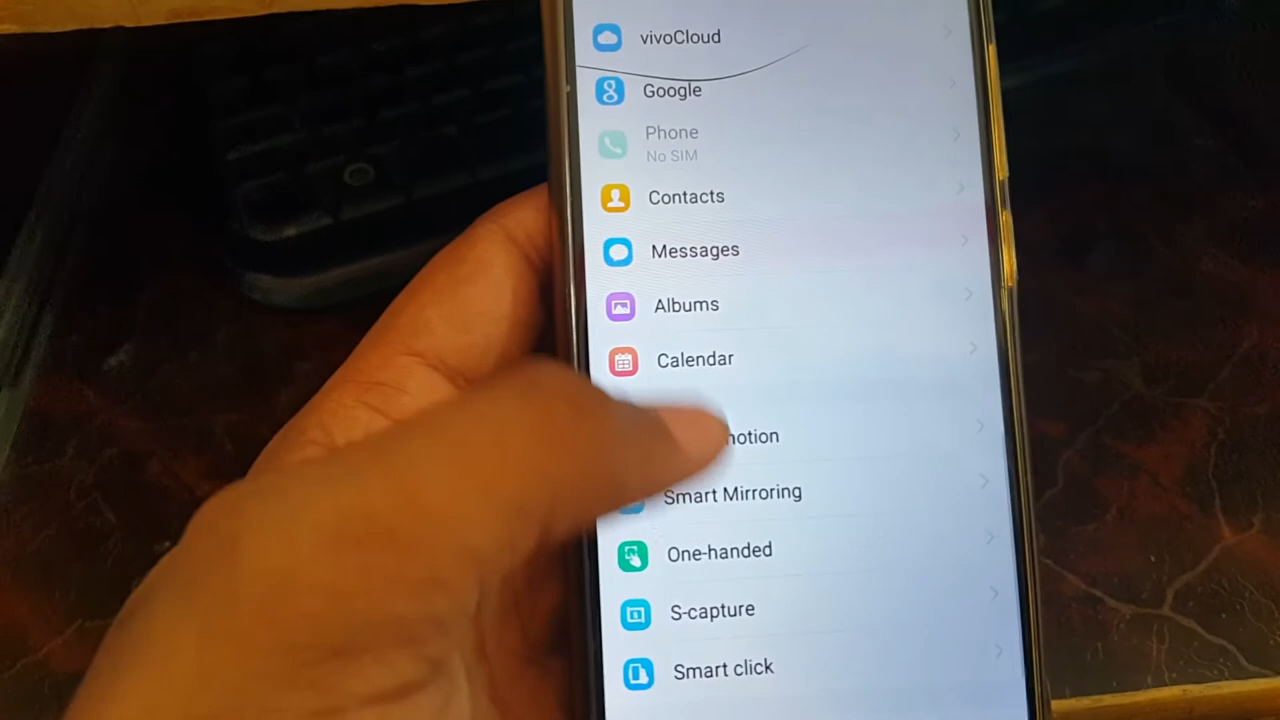 vivoCloud
Google
Phone
No SIM
Contacts
Messages
Albums
Calendar
Smart Mirroring
One-handed
S-capture
Smart click